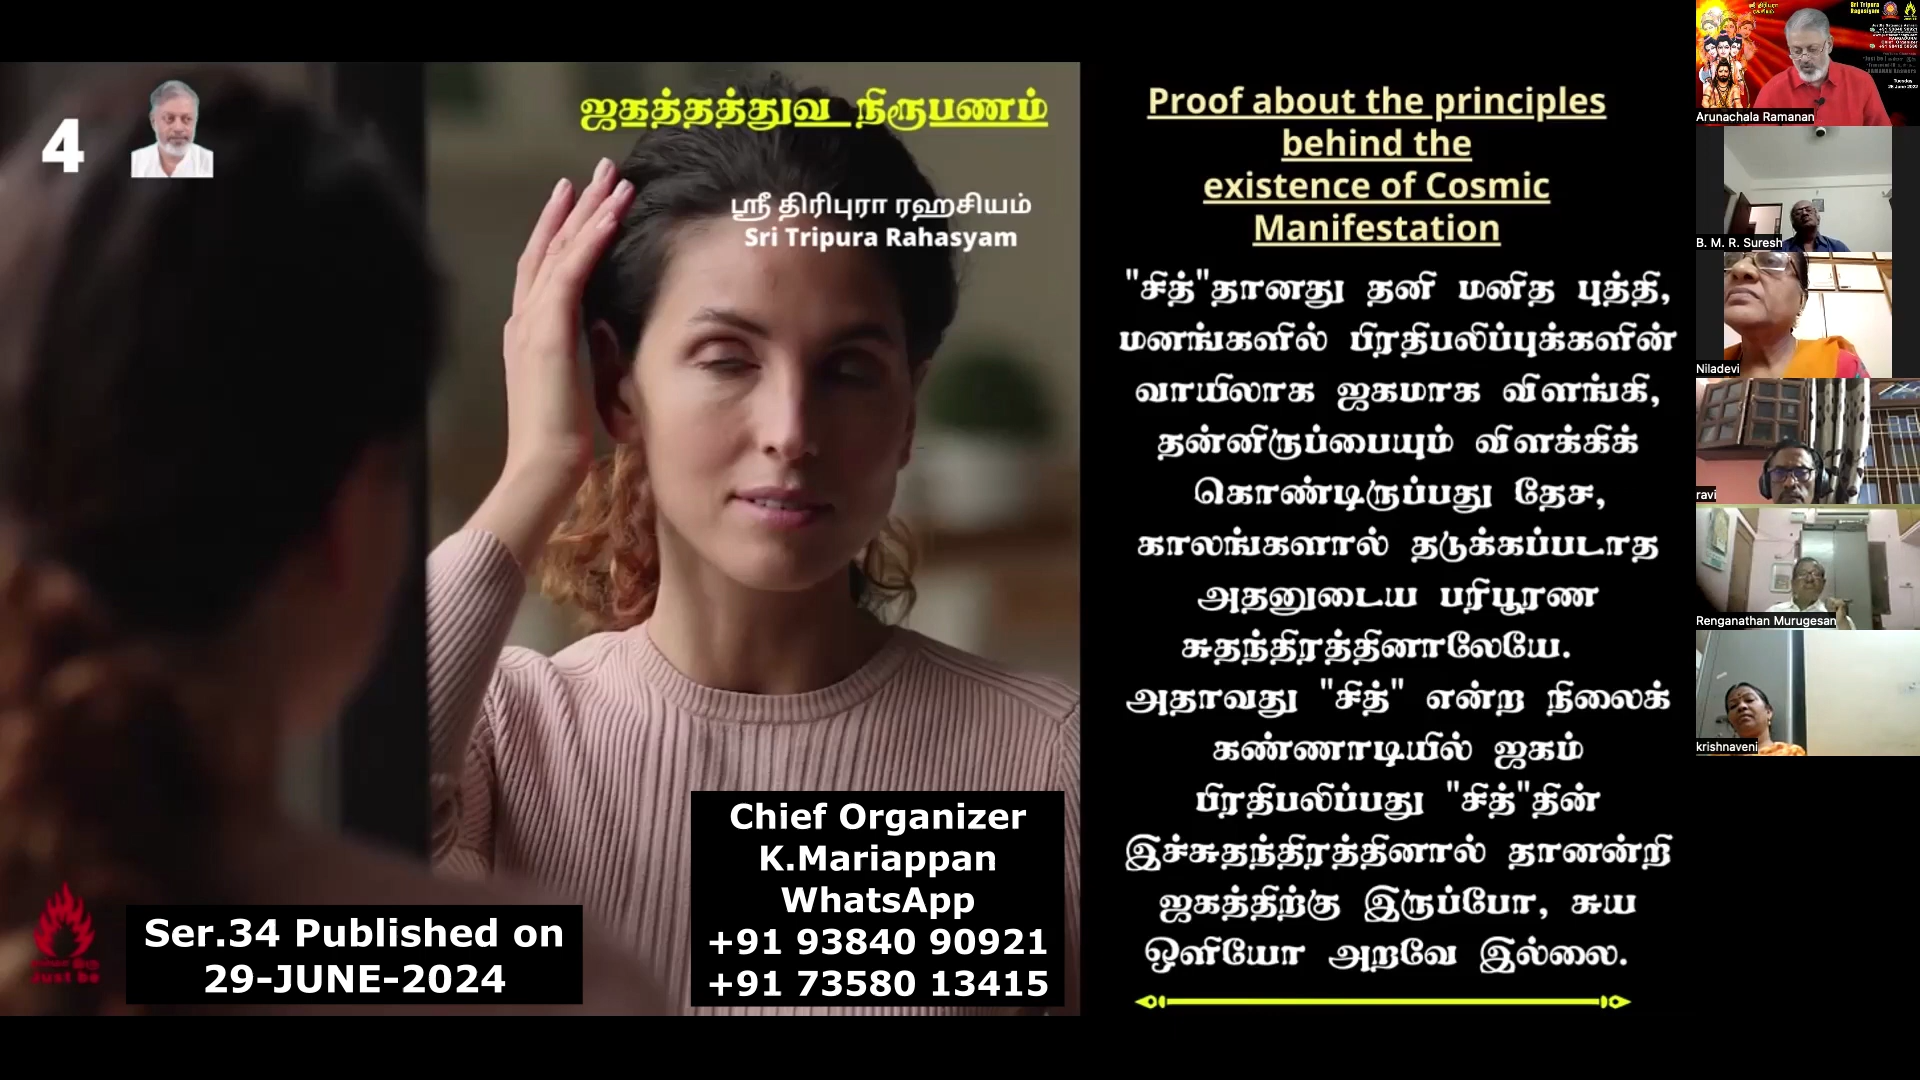 4
ஜகத்தத்துவ நிரூபணம்
ஸ்ரீ திரிபுரா ரஹசியம்
Sri Tripura Rahasyam
Ser.34 Published on
29-JUNE-2024
Just be
Chief Organizer
K.Mariappan
WhatsApp
+91 93840 90921
+91 73580 13415
Proof about the principles
behind the
existence of Cosmic
Manifestation
"சித்"தானது தனி மனித புத்தி,
மனங்களில் பிரதிபலிப்புக்களின்
வாயிலாக ஜகமாக விளங்கி,
தன்னிருப்பையும் விளக்கிக்
கொண்டிருப்பது தேச,
காலங்களால் தடுக்கப்படாத
அதனுடைய பரிபூரண
சுதந்திரத்தினாலேயே.
அதாவது "சித்" என்ற நிலைக்
கண்ணாடியில் ஜகம்
பிரதிபலிப்பது "சித்"தின்
இச்சுதந்திரத்தினால் தானன்றி
ஜகத்திற்கு இருப்போ, சுய
ஒளியோ அறவே இல்லை.
Sri Tripura
Arunachala Ramanan
B. M. R. Suresh
Niladevi
ravi
Renganathan Murugesan
krishnaveni